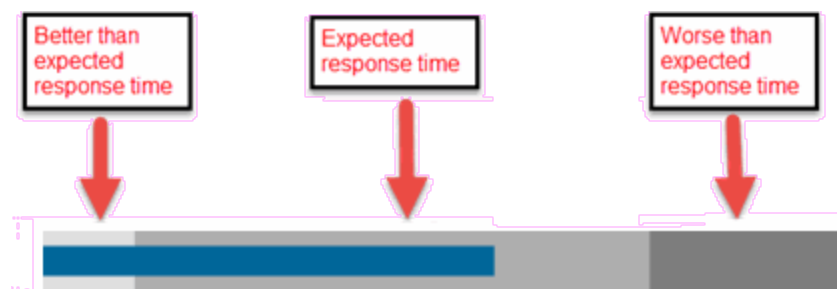 Better than
expected
response time
Expected
response time
Worse than
expected
response time